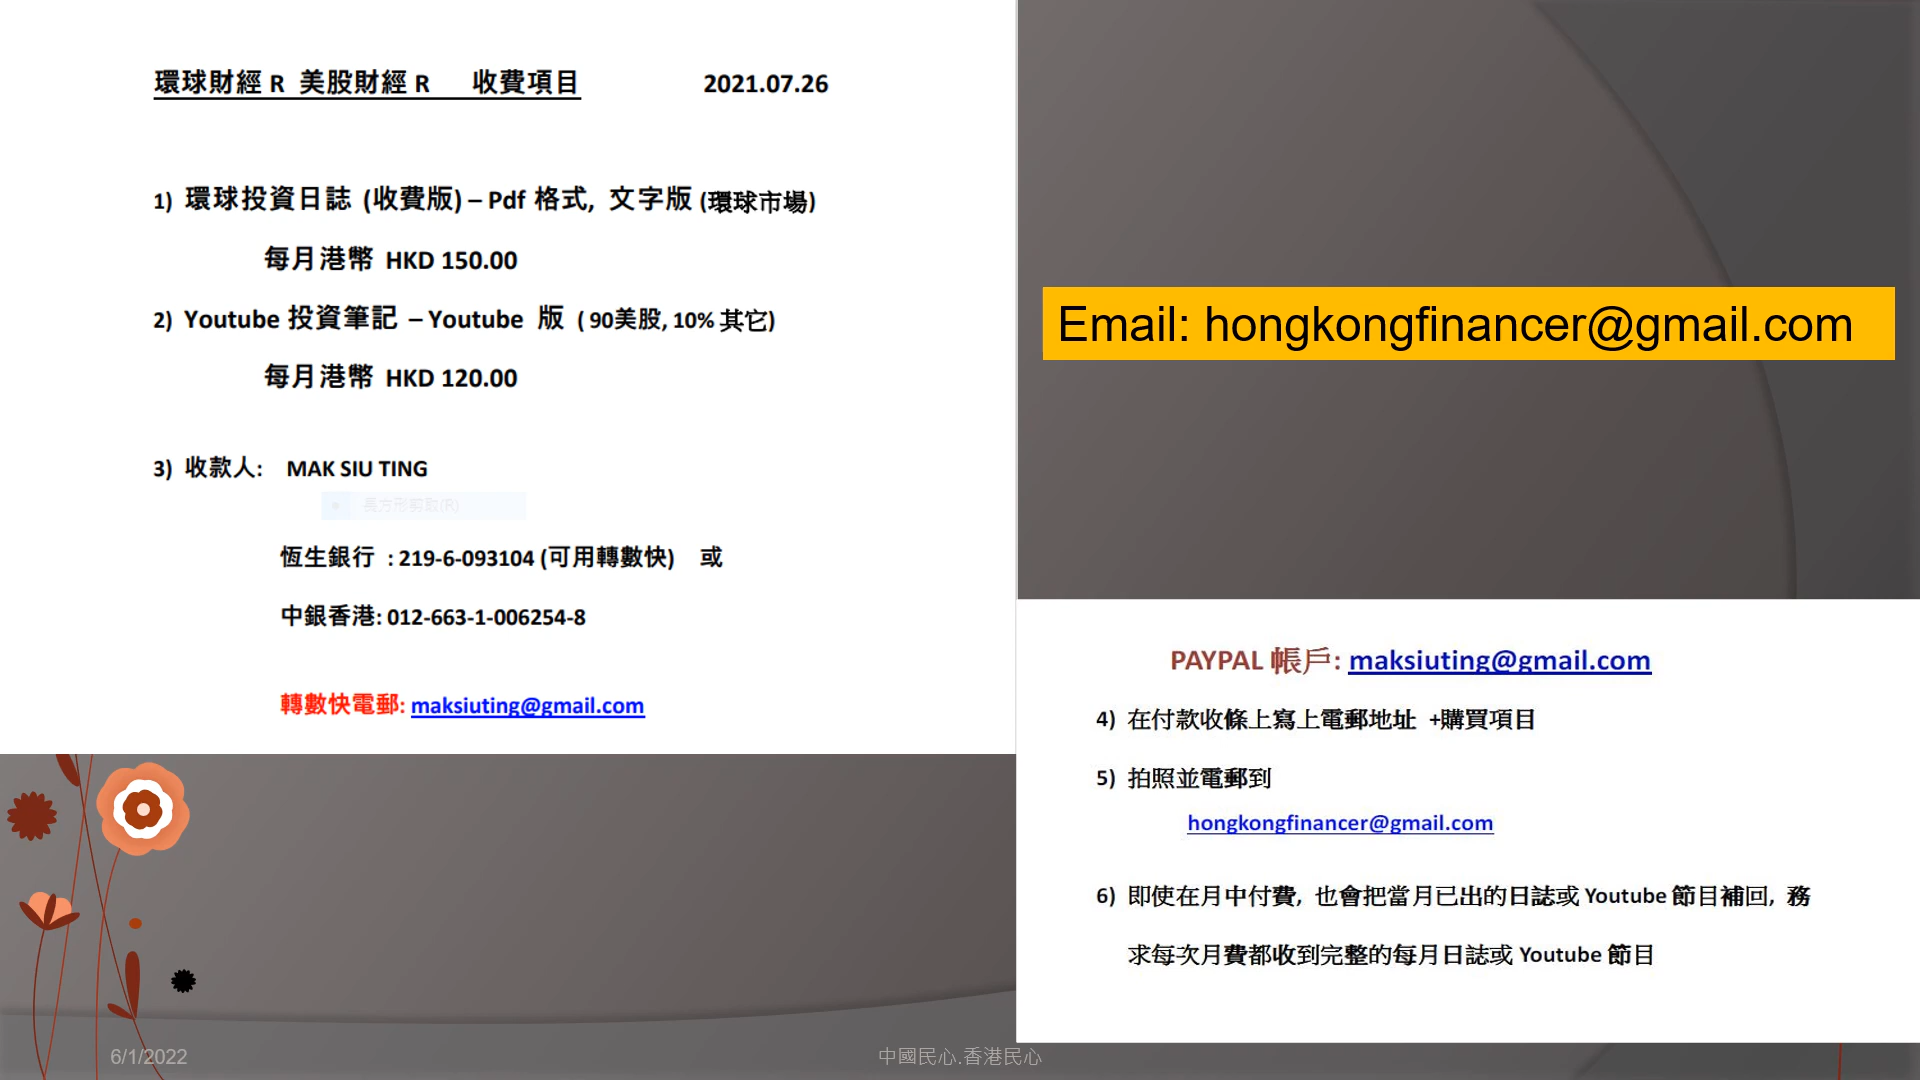 環球財經 R 美股財經 R 收費項目 2021.07.26
1) 環球投資日誌 (收費版) – Pdf 格式, 文字版 (環球市場)
每月港幣 HKD 150.00
2) Youtube 投資筆記 – Youtube 版 ( 90美股, 10% 其它)
每月港幣 HKD 120.00
3) 收款人: MAK SIU TING
長方形剪取(R)
恆生銀行 : 219-6-093104 (可用轉數快) 或
中銀香港: 012-663-1-006254-8
轉數快電郵: maksiuting@gmail.com
Email: hongkongfinancer@gmail.com
PAYPAL 帳戶: maksiuting@gmail.com
4) 在付款收條上寫上電郵地址 +購買項目
5) 拍照並電郵到
hongkongfinancer@gmail.com
6) 即使在月中付費, 也會把當月已出的日誌或 Youtube 節目補回, 務
求每次月費都收到完整的每月日誌或 Youtube 節目
6/1/2022
中國民心.香港民心